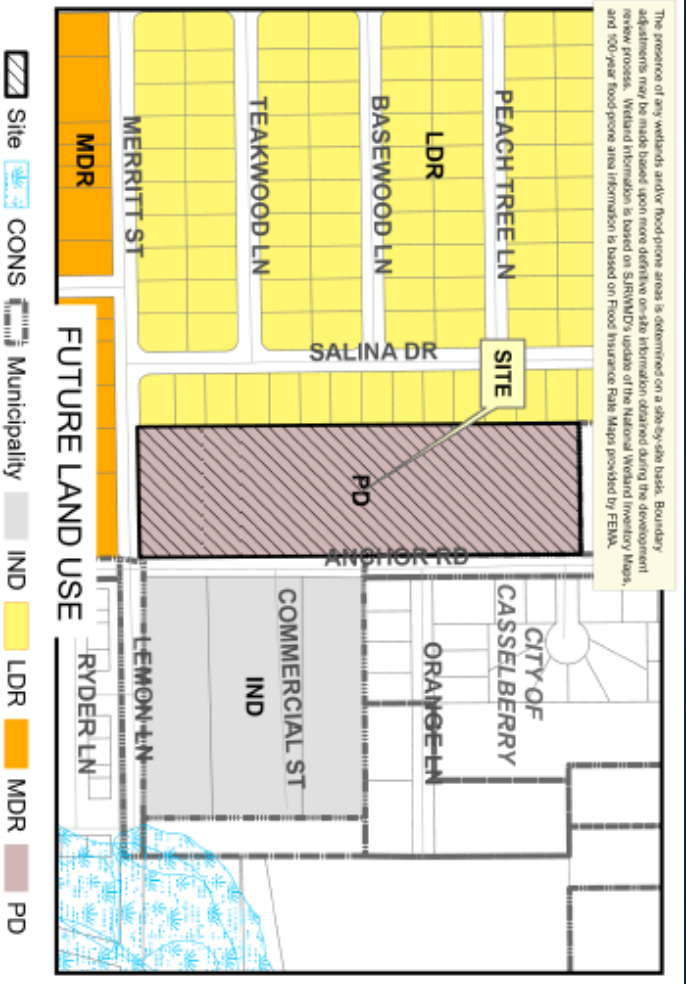 The presence of any wetlands and/or flood-prone areas is determined on a site-by-site basis. Boundary
adjustments may be made based upon more definitive on-site information obtained during the development
review process. Wetland information is based on SJRWMD's update of the National Wetland Inventory Maps,
and 100-year flood-prone area information is based on Flood Insurance Rate Maps provided by FEMA.
PEACH TREE LN
LDR
BASEWOOD LN
TEAKWOOD LN
MERRITT ST
MDR
SALINA DR
SITE
PD
ANCHOR RD
CITY OF
CASSELBERRY
ORANGE LN
COMMERCIAL ST
IND
LEMON LN
RYDER LN
FUTURE LAND USE
Site CONS Municipality IND LDR MDR PD